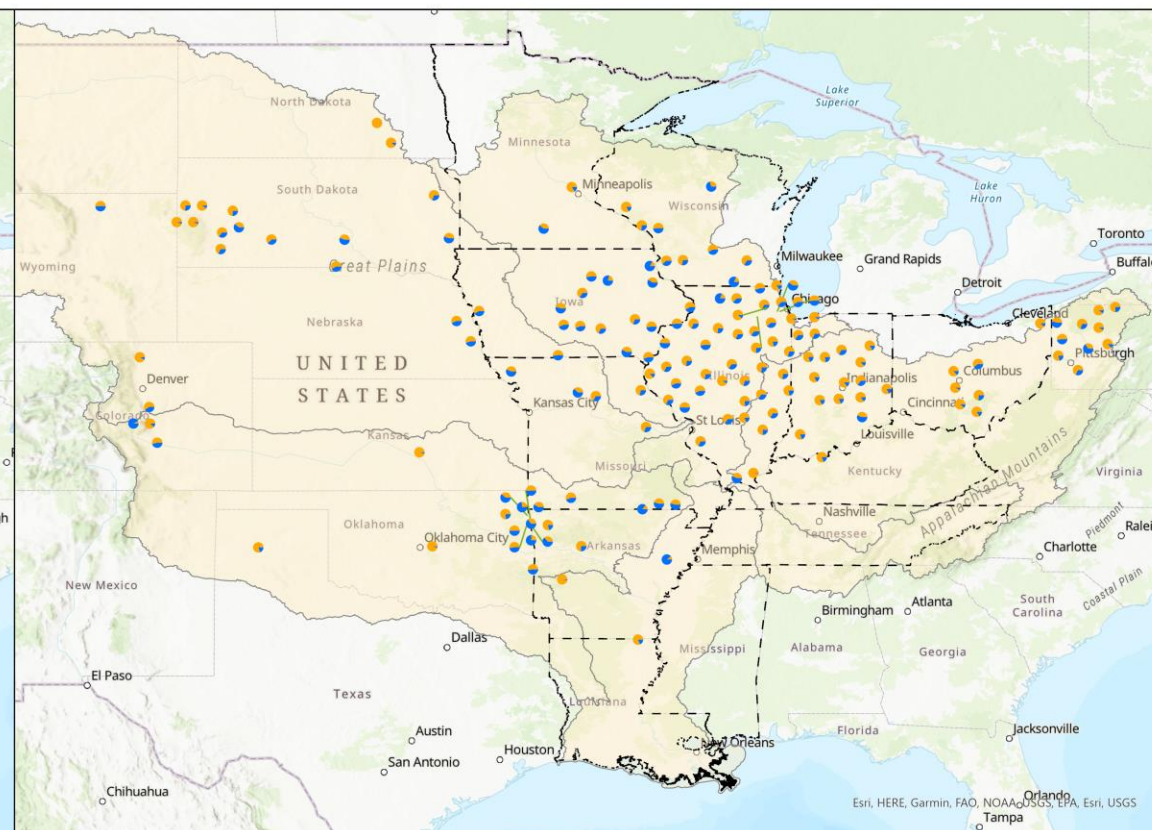 Lake
Superior
North Dakota
Minnesota
Minneapolis
South Dakota
Wisconsin
Lake
Huron
Toronto
Milwaukee
Grand Rapids
Buffalo
Wyoming
Great Plains
Detroit
Iowa
Chicago
Cleveland
Nebraska
UNITED
STATES
Pittsburgh
Denver
Illinois
Indianapolis
Columbus
Kansas City
Cincinnati
Colorado
St Louis
Kansas
Louisville
Missouri
Kentucky
Appalachian Mountains
Virginia
Nashville
Tennessee
Piedmont
Oklahoma
Oklahoma City
Arkansas
Memphis
Charlotte
Ralei
New Mexico
Coastal Plain
South
Carolina
Atlanta
Birmingham
Dallas
Mississippi
Alabama
Georgia
El Paso
Texas
Louisiana
Austin
Florida
Jacksonville
Houston
New Orleans
San Antonio
Chihuahua
Orlando
Esri, HERE, Garmin, FAO, NOAA, USGS, EPA, Esri, USGS
Tampa